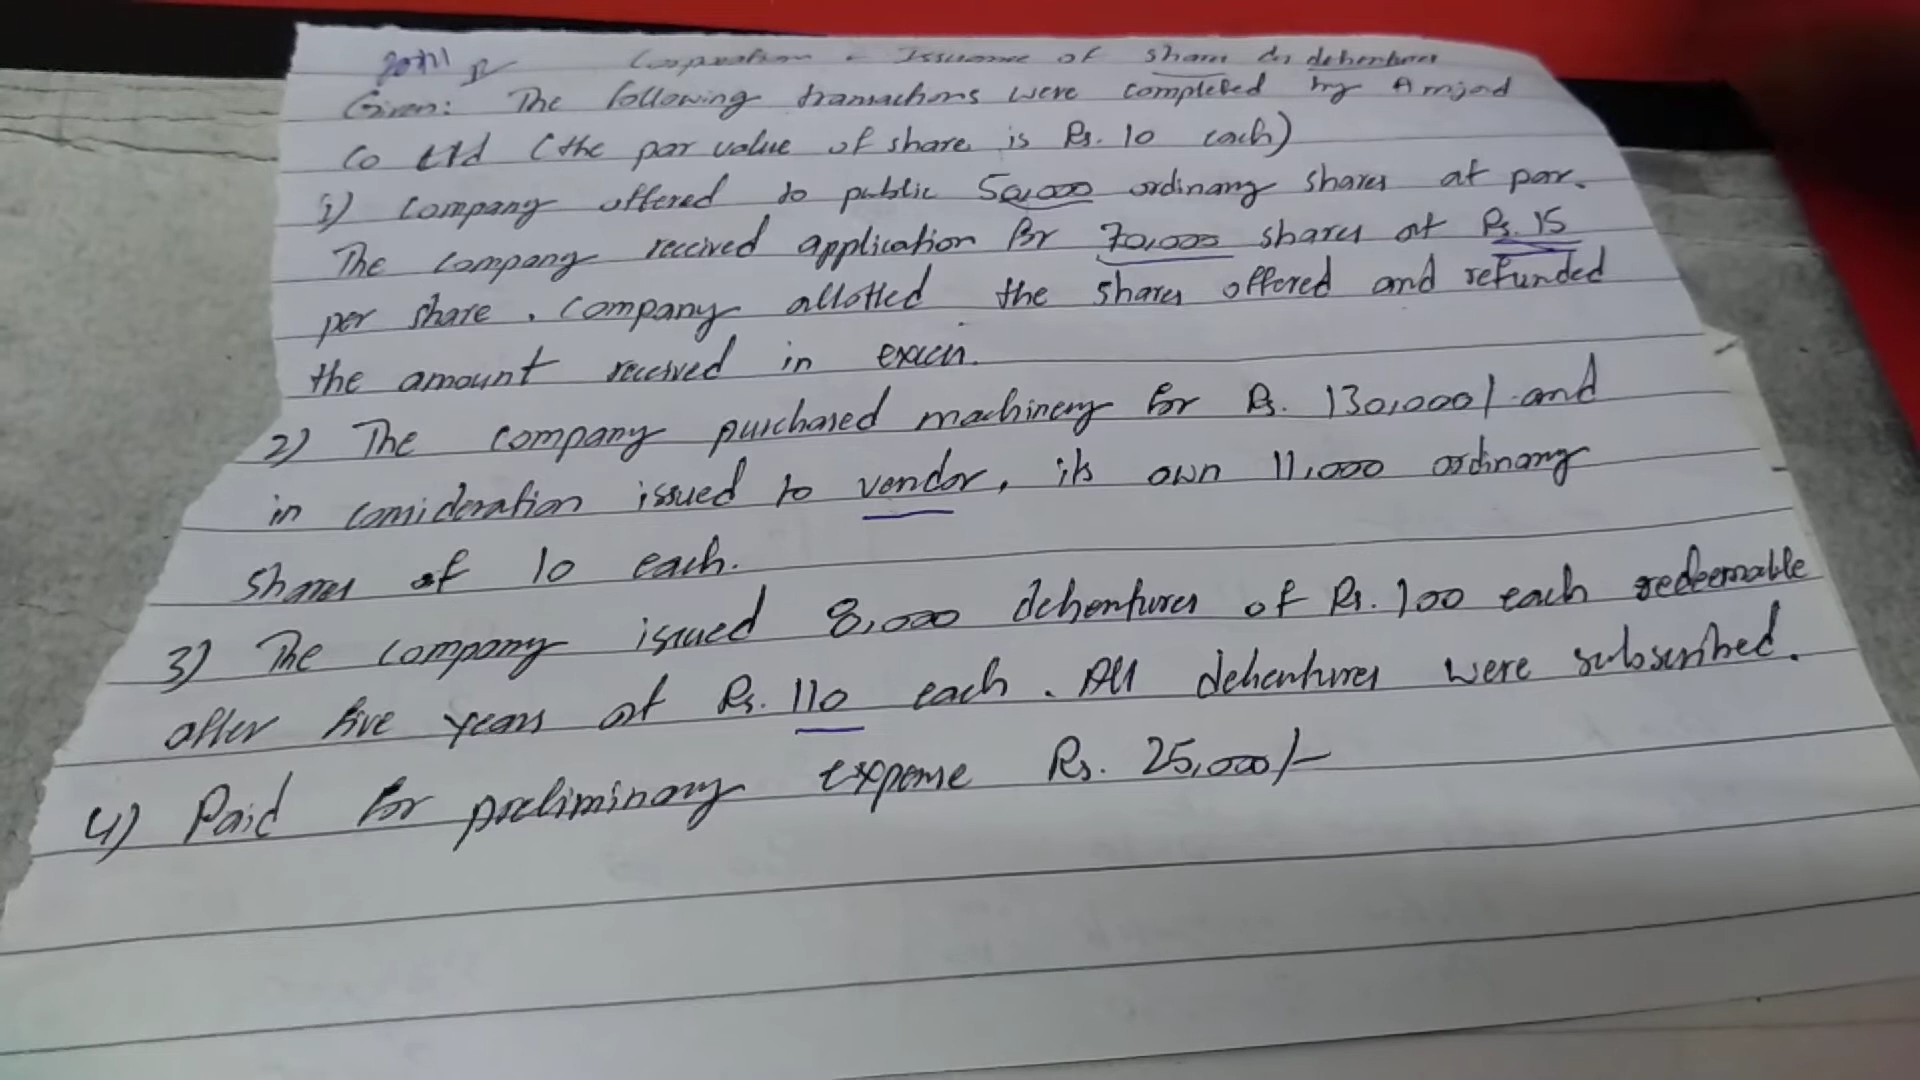 Corporation - Issuance of shares & debentures
Given: The following transactions were completed by Amjad
Co Ltd (the par value of share is Rs. 10 each)
1) Company offered to public 50,000 ordinary shares at par.
The company received application for 70,000 shares at Rs. 15
per share. Company allotted the shares offered and refunded
the amount received in excess.
2) The company purchased machinery for Rs. 130,000/- and
in consideration issued to vendor, its own 11,000 ordinary
shares of 10 each.
3) The company issued 8,000 debentures of Rs. 100 each redeemable
after five years at Rs. 110 each. All debentures were subscribed.
4) Paid for preliminary expense Rs. 25,000/-